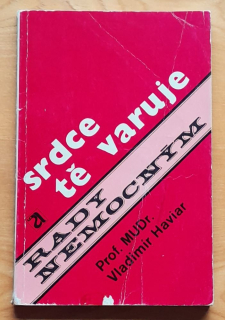 srdce
tě varuje
RADY
NEMOCNÝM
Prof. MUDr.
Vladimír Haviar